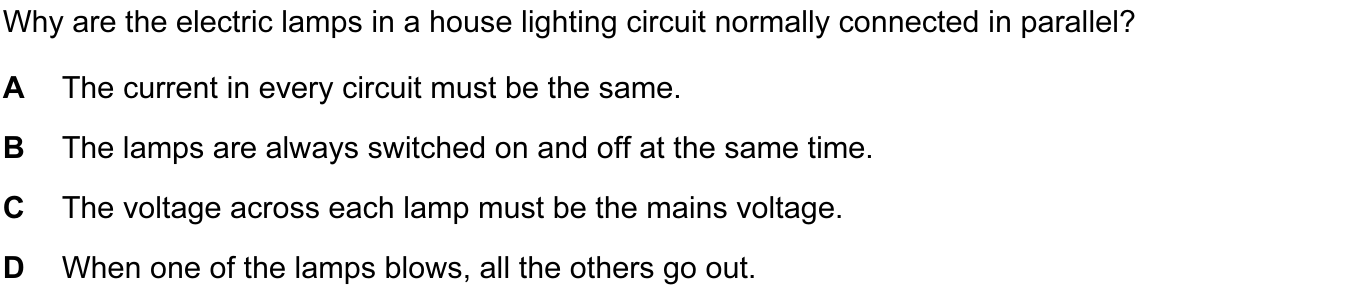 Why are the electric lamps in a house lighting circuit normally connected in parallel?
A The current in every circuit must be the same.
B The lamps are always switched on and off at the same time.
C The voltage across each lamp must be the mains voltage.
D When one of the lamps blows, all the others go out.